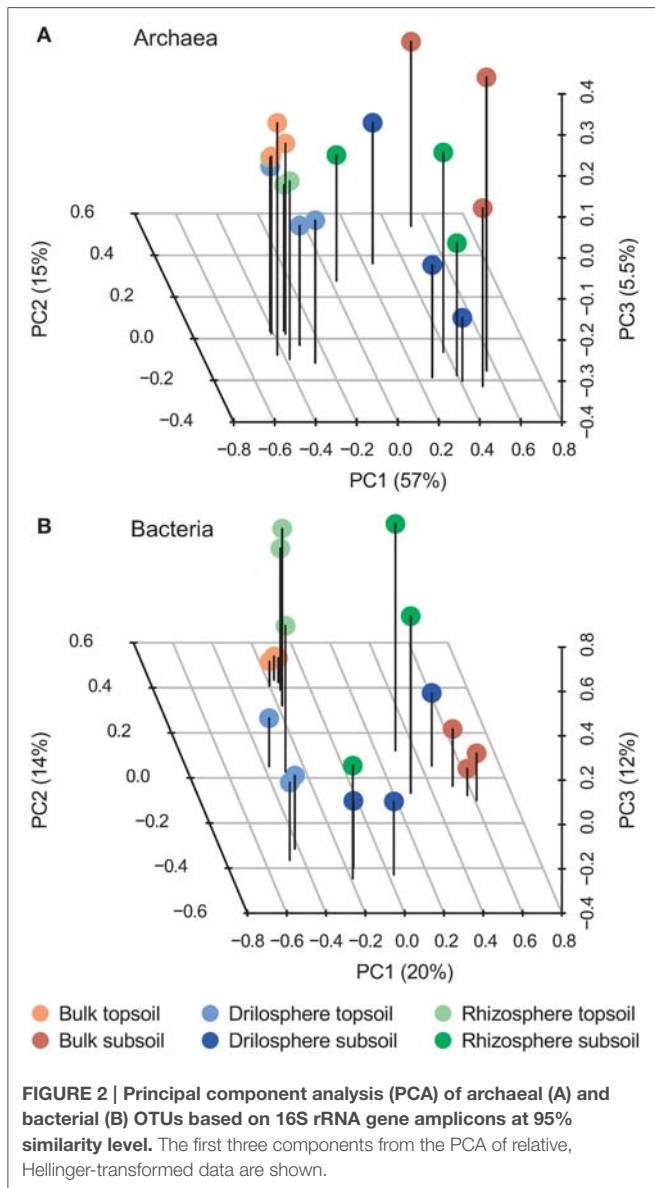 A Archaea
0.4
0.3
0.2
0.1
0.0
−0.1
−0.2
−0.3
−0.4
PC3 (5.5%)
0.6
0.4
0.2
0.0
−0.2
−0.4
PC2 (15%)
−0.8 −0.6 −0.4 −0.2 0.0 0.2 0.4 0.6 0.8
PC1 (57%)
B Bacteria
0.8
0.6
0.4
0.2
0.0
−0.2
−0.4
PC3 (12%)
0.6
0.4
0.2
0.0
−0.2
−0.4
−0.6
PC2 (14%)
−0.8 −0.6 −0.4 −0.2 0.0 0.2 0.4 0.6 0.8
PC1 (20%)
Bulk topsoil Drilosphere topsoil Rhizosphere topsoil
Bulk subsoil Drilosphere subsoil Rhizosphere subsoil
FIGURE 2 | Principal component analysis (PCA) of archaeal (A) and
bacterial (B) OTUs based on 16S rRNA gene amplicons at 95%
similarity level. The first three components from the PCA of relative,
Hellinger-transformed data are shown.